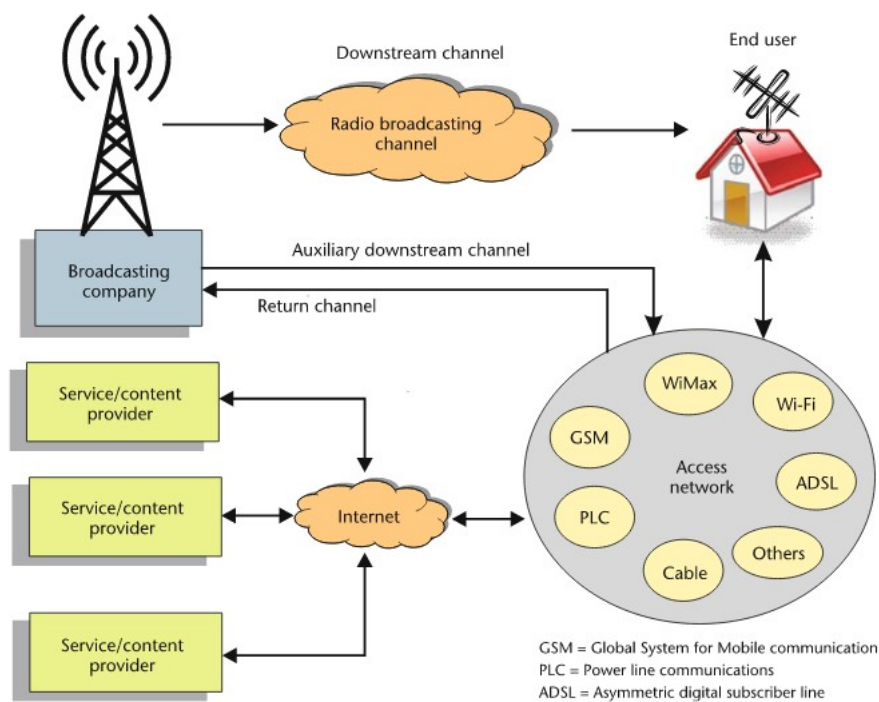 Downstream channel
End user
Radio broadcasting
channel
Broadcasting
company
Auxiliary downstream channel
Return channel
Service/content
provider
Service/content
provider
Service/content
provider
Internet
WiMax
Wi-Fi
GSM
Access
network
ADSL
PLC
Others
Cable
GSM = Global System for Mobile communication
PLC = Power line communications
ADSL = Asymmetric digital subscriber line